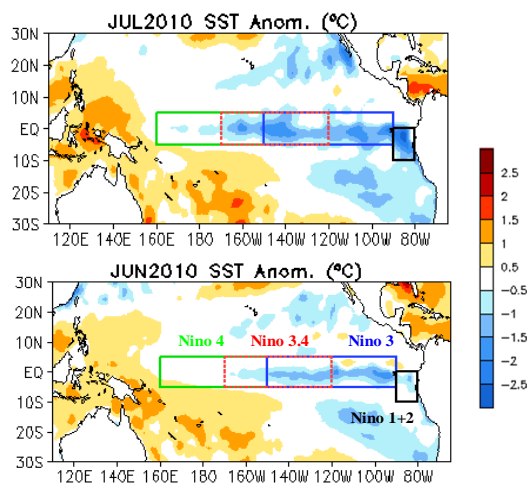 JUL2010 SST Anom. (ºC)
30N
20N
10N
EQ
10S
20S
30S
120E 140E 160E 180 160W 140W 120W 100W 80W
JUN2010 SST Anom. (ºC)
30N
20N
10N
EQ
10S
20S
30S
Nino 4 Nino 3.4 Nino 3
Nino 1+2
120E 140E 160E 180 160W 140W 120W 100W 80W
2.5
2
1.5
1
0.5
−0.5
−1
−1.5
−2
−2.5